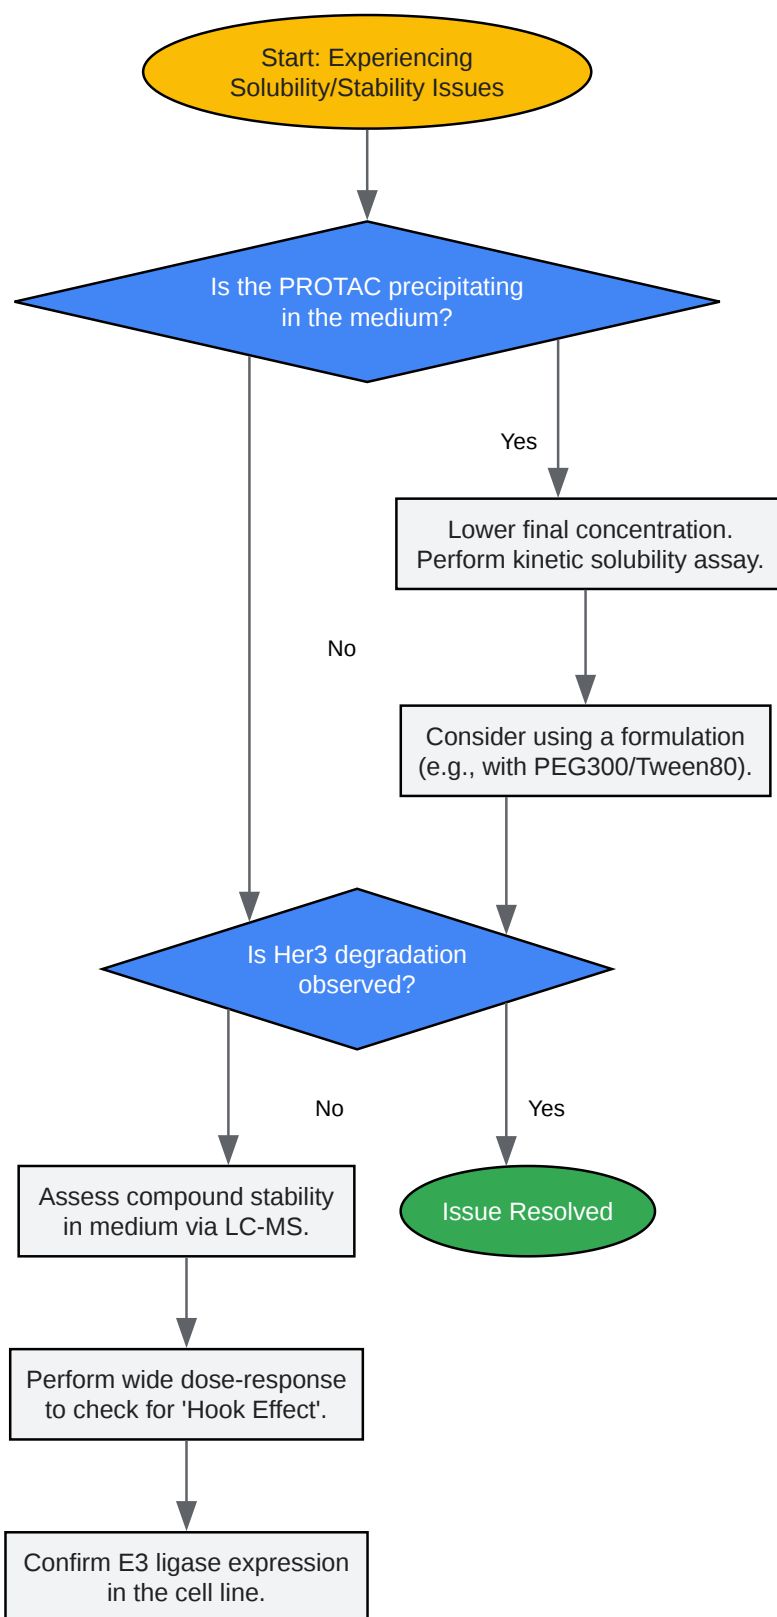 Start: Experiencing
Solubility/Stability Issues
Is the PROTAC precipitating
in the medium?
Yes
Lower final concentration.
Perform kinetic solubility assay.
No
Consider using a formulation
(e.g., with PEG300/Tween80).
Is Her3 degradation
observed?
No
Yes
Assess compound stability
in medium via LC-MS.
Issue Resolved
Perform wide dose-response
to check for 'Hook Effect'.
Confirm E3 ligase expression
in the cell line.